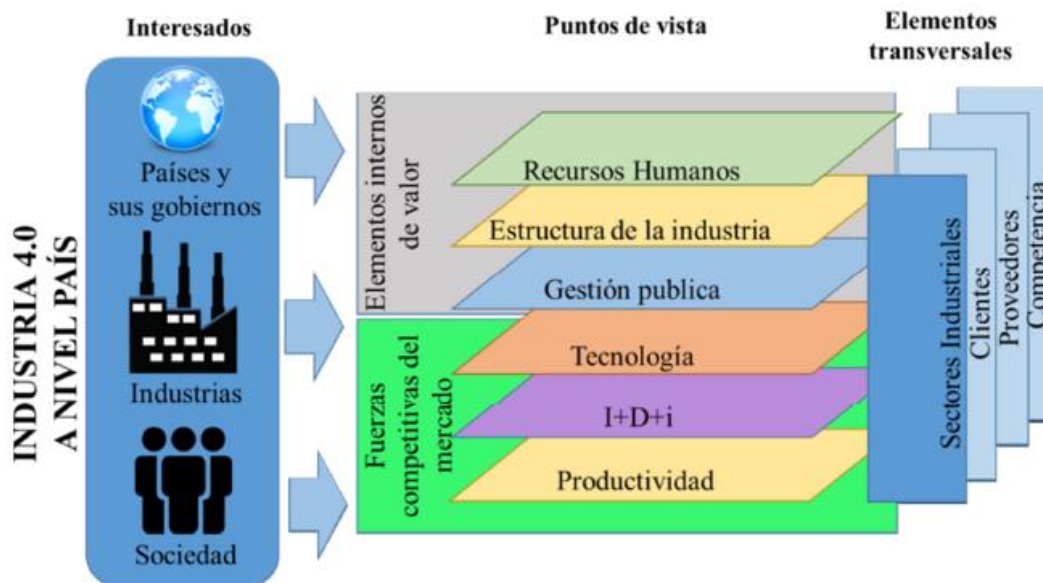 Interesados
Puntos de vista
Elementos
transversales
INDUSTRIA 4.0
A NIVEL PAÍS
Países y
sus gobiernos
Industrias
Sociedad
Elementos internos
de valor
Recursos Humanos
Estructura de la industria
Gestión publica
Fuerzas
competitivas del
mercado
Tecnología
I+D+i
Productividad
Sectores Industriales
Clientes
Proveedores
Competencia